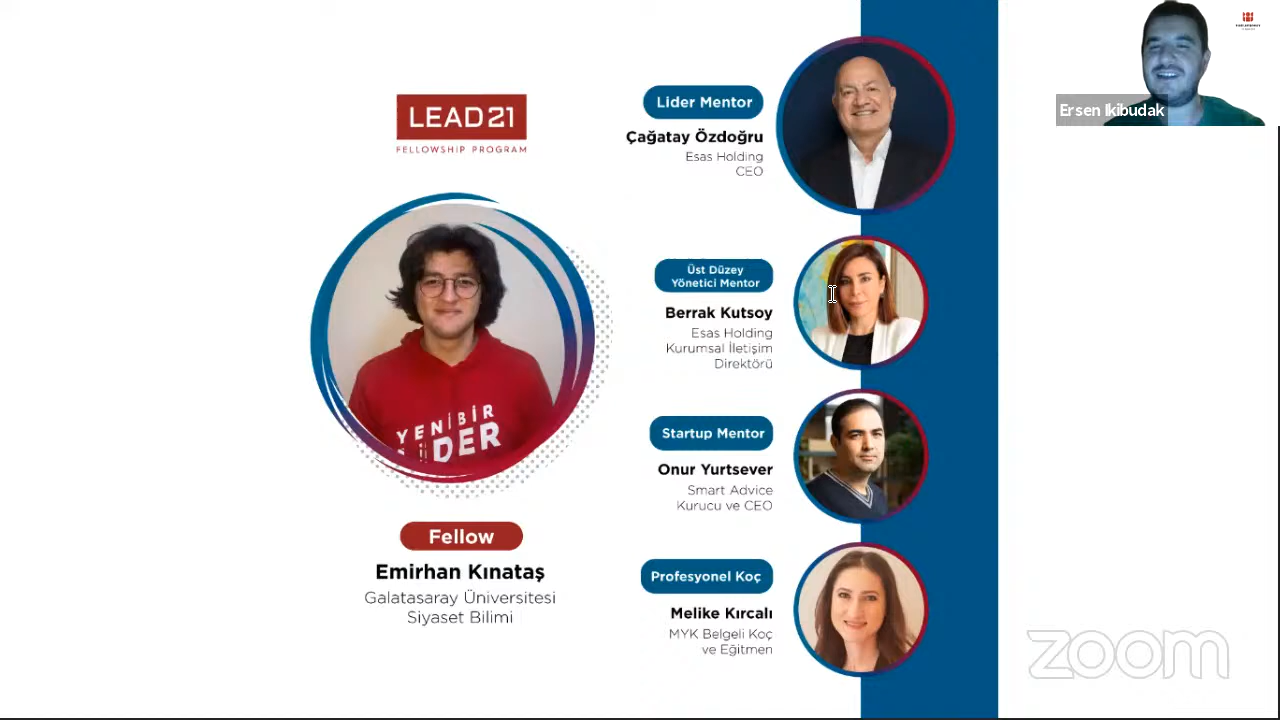 LEAD21
FELLOWSHIP PROGRAM
YENİBİR
LİDER
Fellow
Emirhan Kınataş
Galatasaray Üniversitesi
Siyaset Bilimi
Lider Mentor
Çağatay Özdoğru
Esas Holding
CEO
Üst Düzey
Yönetici Mentor
Berrak Kutsoy
Esas Holding
Kurumsal İletişim
Direktörü
Startup Mentor
Onur Yurtsever
Smart Advice
Kurucu ve CEO
Profesyonel Koç
Melike Kırcalı
MYK Belgeli Koç
ve Eğitmen
Ersen Ikibudak
zoom